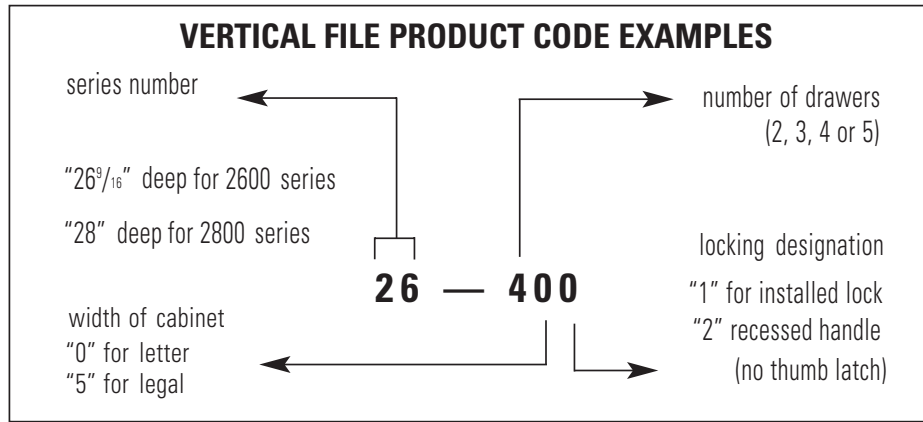 VERTICAL FILE PRODUCT CODE EXAMPLES
series number
“26⁹/₁₆” deep for 2600 series
“28” deep for 2800 series
number of drawers
(2, 3, 4 or 5)
26 — 400
width of cabinet
“0” for letter
“5” for legal
locking designation
“1” for installed lock
“2” recessed handle
(no thumb latch)